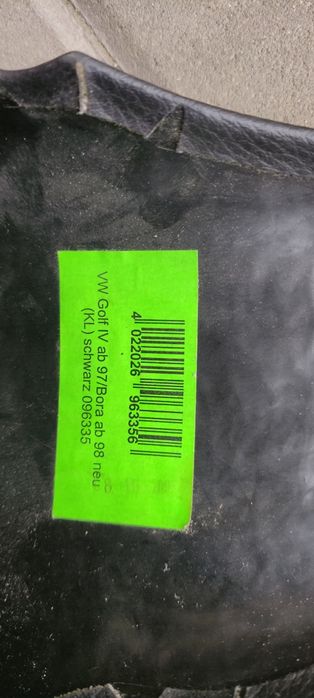 4 022026 963356
VW Golf IV ab 97/Bora ab 98 neu
(KL) schwarz 096335